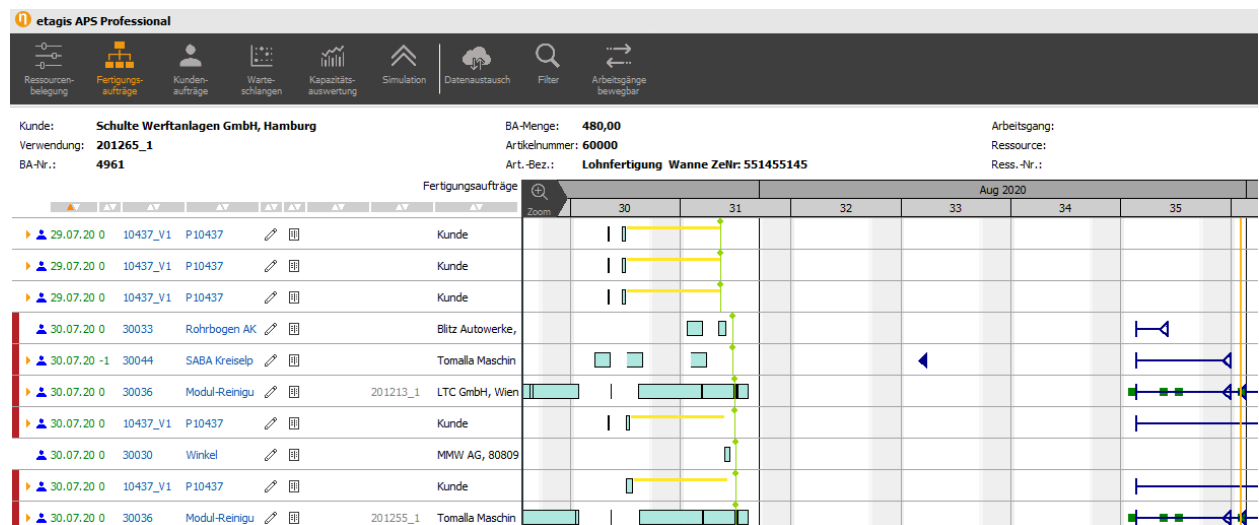 etagis APS Professional
Ressourcen-
belegung
Fertigungs-
aufträge
Kunden-
aufträge
Warte-
schlangen
Kapazitäts-
auswertung
Simulation
Datenaustausch
Filter
Arbeitsgänge
bewegbar
Kunde: Schulte Werftanlagen GmbH, Hamburg BA-Menge: 480,00 Arbeitsgang:
Verwendung: 201265_1 Artikelnummer: 60000 Ressource:
BA-Nr.: 4961 Art.-Bez.: Lohnfertigung Wanne ZeNr: 551455145 Ress.-Nr.:
Fertigungsaufträge
Zoom
Aug 2020
30 31 32 33 34 35
29.07.20 0 10437_V1 P10437 Kunde
29.07.20 0 10437_V1 P10437 Kunde
29.07.20 0 10437_V1 P10437 Kunde
30.07.20 0 30033 Rohrbogen AK Blitz Autowerke,
30.07.20 -1 30044 SABA Kreiselp Tomalla Maschin
30.07.20 0 30036 Modul-Reinigu 201213_1 LTC GmbH, Wien
30.07.20 0 10437_V1 P10437 Kunde
30.07.20 0 30030 Winkel MMW AG, 80809
30.07.20 0 10437_V1 P10437 Kunde
30.07.20 0 30036 Modul-Reinigu 201255_1 Tomalla Maschin